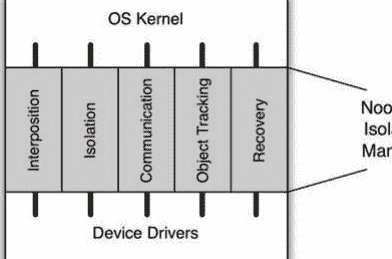 OS Kernel
Interposition
Isolation
Communication
Object Tracking
Recovery
Device Drivers